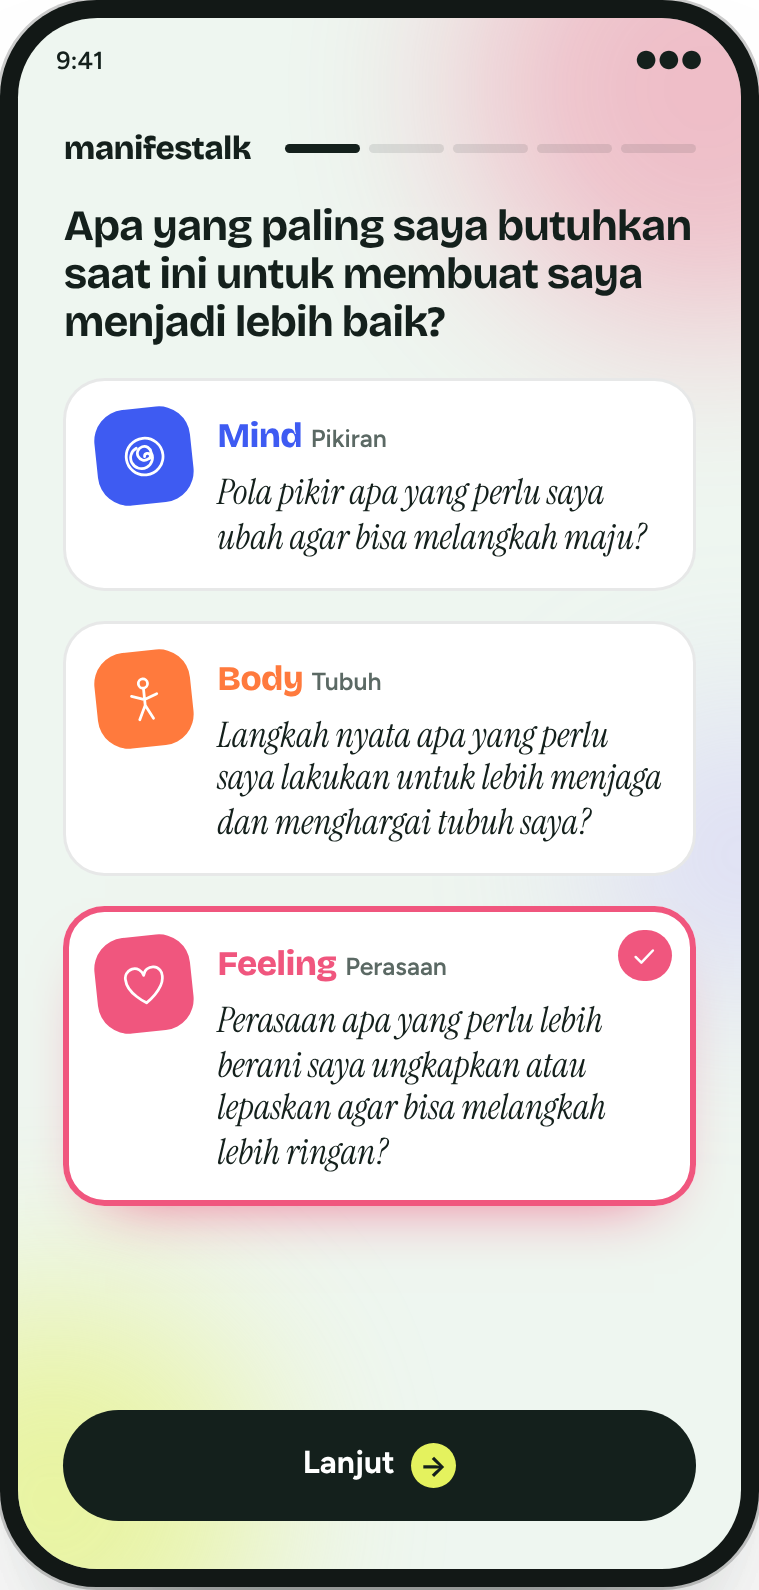 9:41
manifestalk
Apa yang paling saya butuhkan
saat ini untuk membuat saya
menjadi lebih baik?
Mind Pikiran
Pola pikir apa yang perlu saya
ubah agar bisa melangkah maju?
Body Tubuh
Langkah nyata apa yang perlu
saya lakukan untuk lebih menjaga
dan menghargai tubuh saya?
Feeling Perasaan
Perasaan apa yang perlu lebih
berani saya ungkapkan atau
lepaskan agar bisa melangkah
lebih ringan?
Lanjut